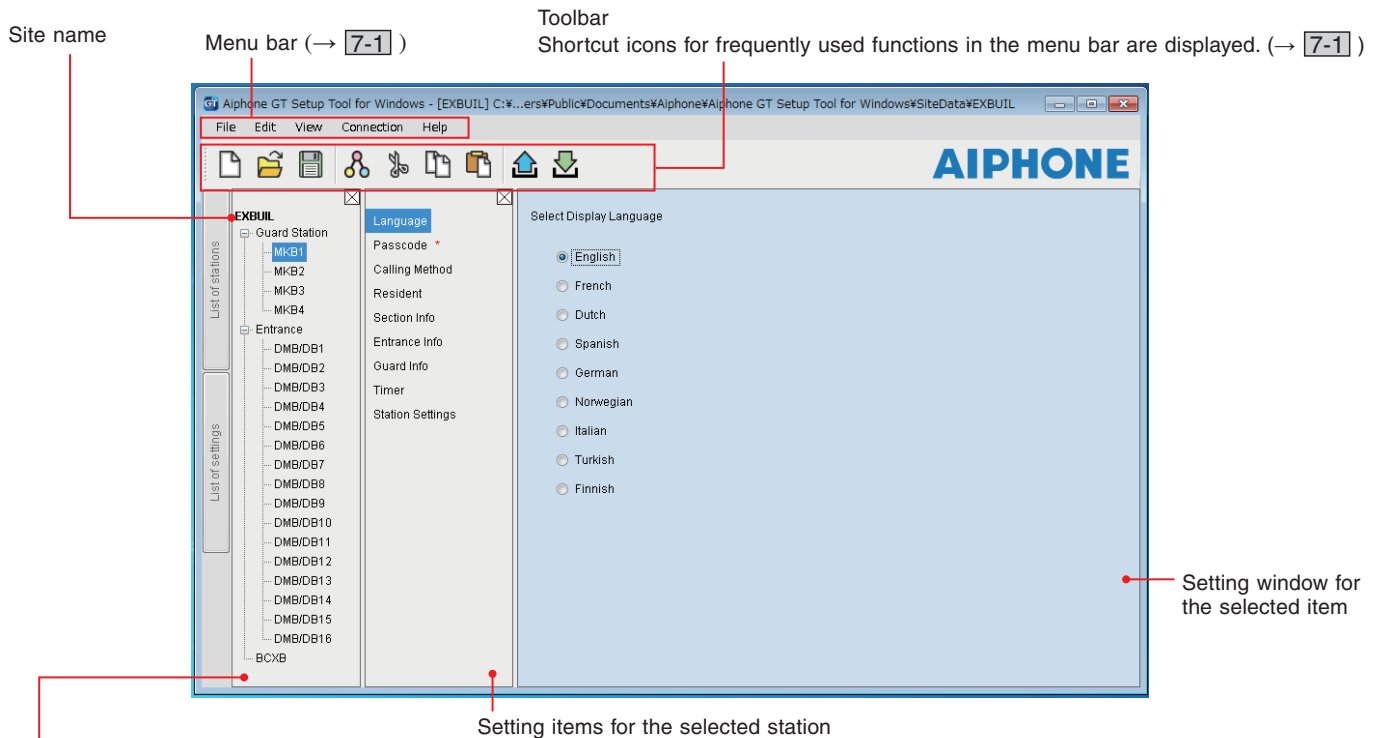 Site name
Menu bar (→ 7-1 )
Toolbar
Shortcut icons for frequently used functions in the menu bar are displayed. (→ 7-1 )
GT Aiphone GT Setup Tool for Windows - [EXBUIL] C:¥...ers¥Public¥Documents¥Aiphone¥Aiphone GT Setup Tool for Windows¥SiteData¥EXBUIL
File Edit View Connection Help
AIPHONE
List of stations
List of settings
EXBUIL
Guard Station
MKB1
MKB2
MKB3
MKB4
Entrance
DMB/DB1
DMB/DB2
DMB/DB3
DMB/DB4
DMB/DB5
DMB/DB6
DMB/DB7
DMB/DB8
DMB/DB9
DMB/DB10
DMB/DB11
DMB/DB12
DMB/DB13
DMB/DB14
DMB/DB15
DMB/DB16
BCXB
Language
Passcode *
Calling Method
Resident
Section Info
Entrance Info
Guard Info
Timer
Station Settings
Select Display Language
English
French
Dutch
Spanish
German
Norwegian
Italian
Turkish
Finnish
Setting window for
the selected item
Setting items for the selected station